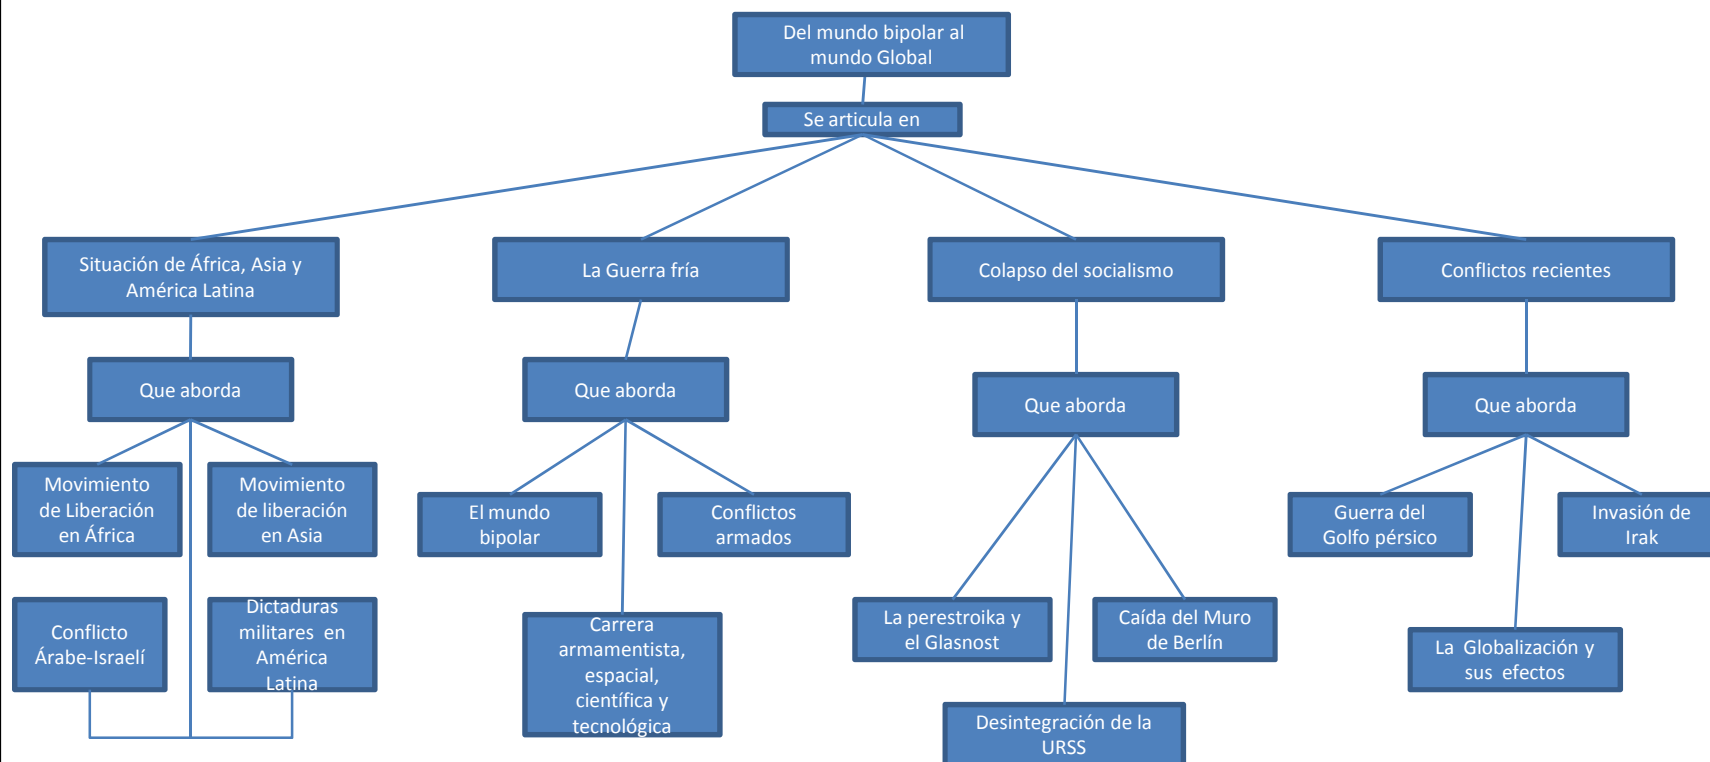 Del mundo bipolar al
mundo Global
Se articula en
Situación de África, Asia y
América Latina
La Guerra fría
Colapso del socialismo
Conflictos recientes
Que aborda
Que aborda
Que aborda
Que aborda
Movimiento
de Liberación
en África
Movimiento
de liberación
en Asia
El mundo
bipolar
Conflictos
armados
Guerra del
Golfo pérsico
Invasión de
Irak
Conflicto
Árabe-Israelí
Dictaduras
militares en
América
Latina
Carrera
armamentista,
espacial,
científica y
tecnológica
La perestroika y
el Glasnost
Caída del Muro
de Berlín
La Globalización y
sus efectos
Desintegración de la
URSS